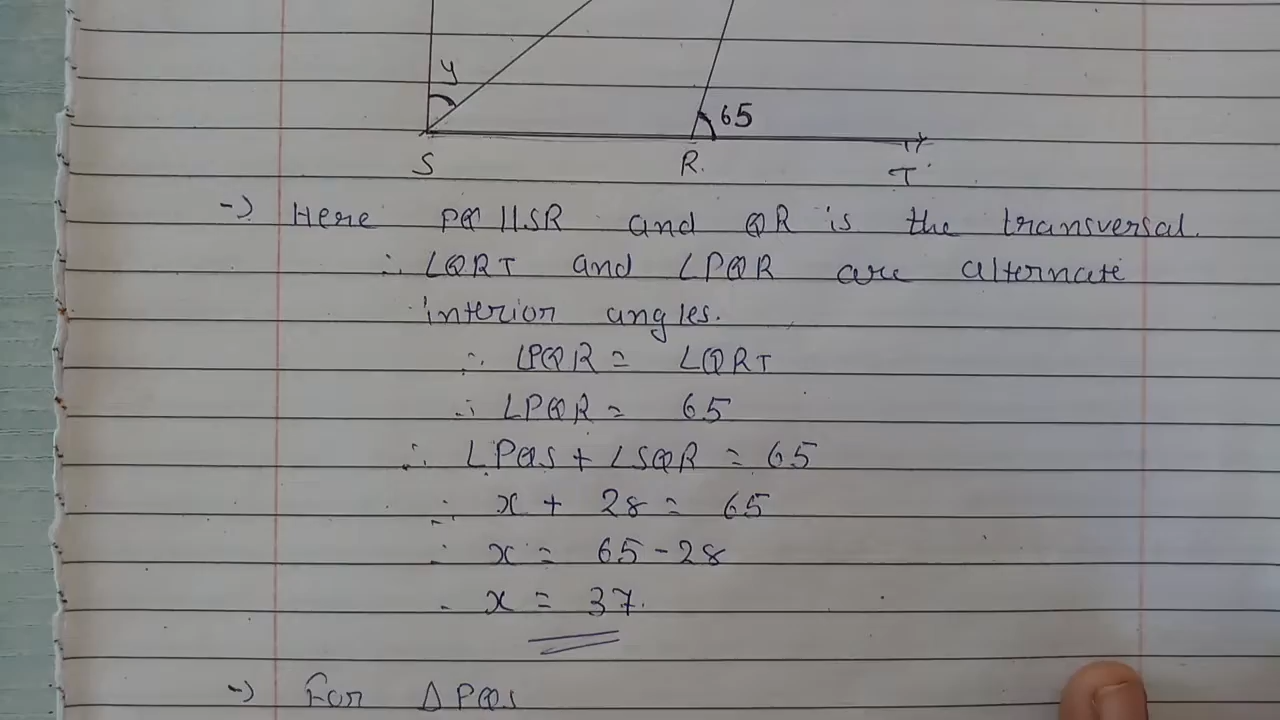 y
65
S R. T
-) Here PQ ||SR and QR is the transversal.
∴ ∠QRT and ∠PQR are alternate
interior angles.
∴ ∠PQR = ∠QRT
∴ ∠PQR = 65
∴ ∠PQS + ∠SQR = 65
∴ x + 28 = 65
∴ x = 65 - 28
∴ x = 37.
-) For Δ PQS